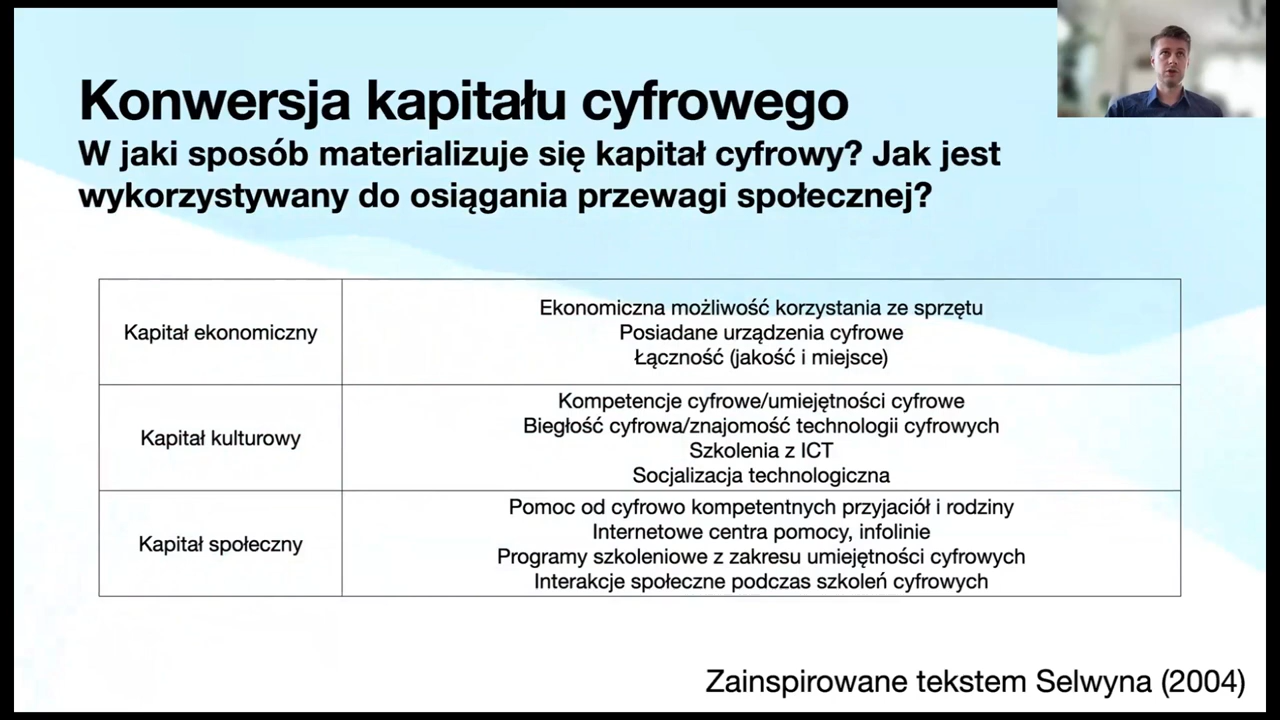 Konwersja kapitału cyfrowego
W jaki sposób materializuje się kapitał cyfrowy? Jak jest
wykorzystywany do osiągania przewagi społecznej?
Kapitał ekonomiczny
Ekonomiczna możliwość korzystania ze sprzętu
Posiadane urządzenia cyfrowe
Łączność (jakość i miejsce)
Kapitał kulturowy
Kompetencje cyfrowe/umiejętności cyfrowe
Biegłość cyfrowa/znajomość technologii cyfrowych
Szkolenia z ICT
Socjalizacja technologiczna
Kapitał społeczny
Pomoc od cyfrowo kompetentnych przyjaciół i rodziny
Internetowe centra pomocy, infolinie
Programy szkoleniowe z zakresu umiejętności cyfrowych
Interakcje społeczne podczas szkoleń cyfrowych
Zainspirowane tekstem Selwyna (2004)